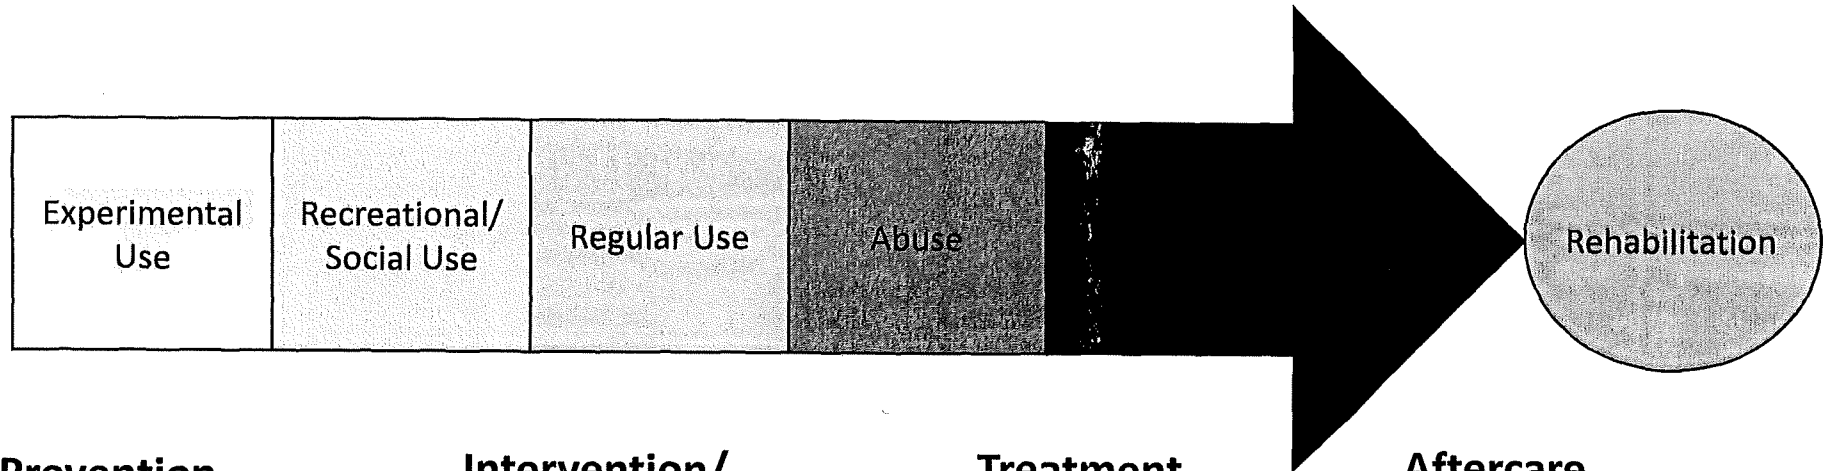 Experimental
Use
Recreational/
Social Use
Regular Use
Abuse
Rehabilitation
Prevention
Intervention/
Treatment
Aftercare